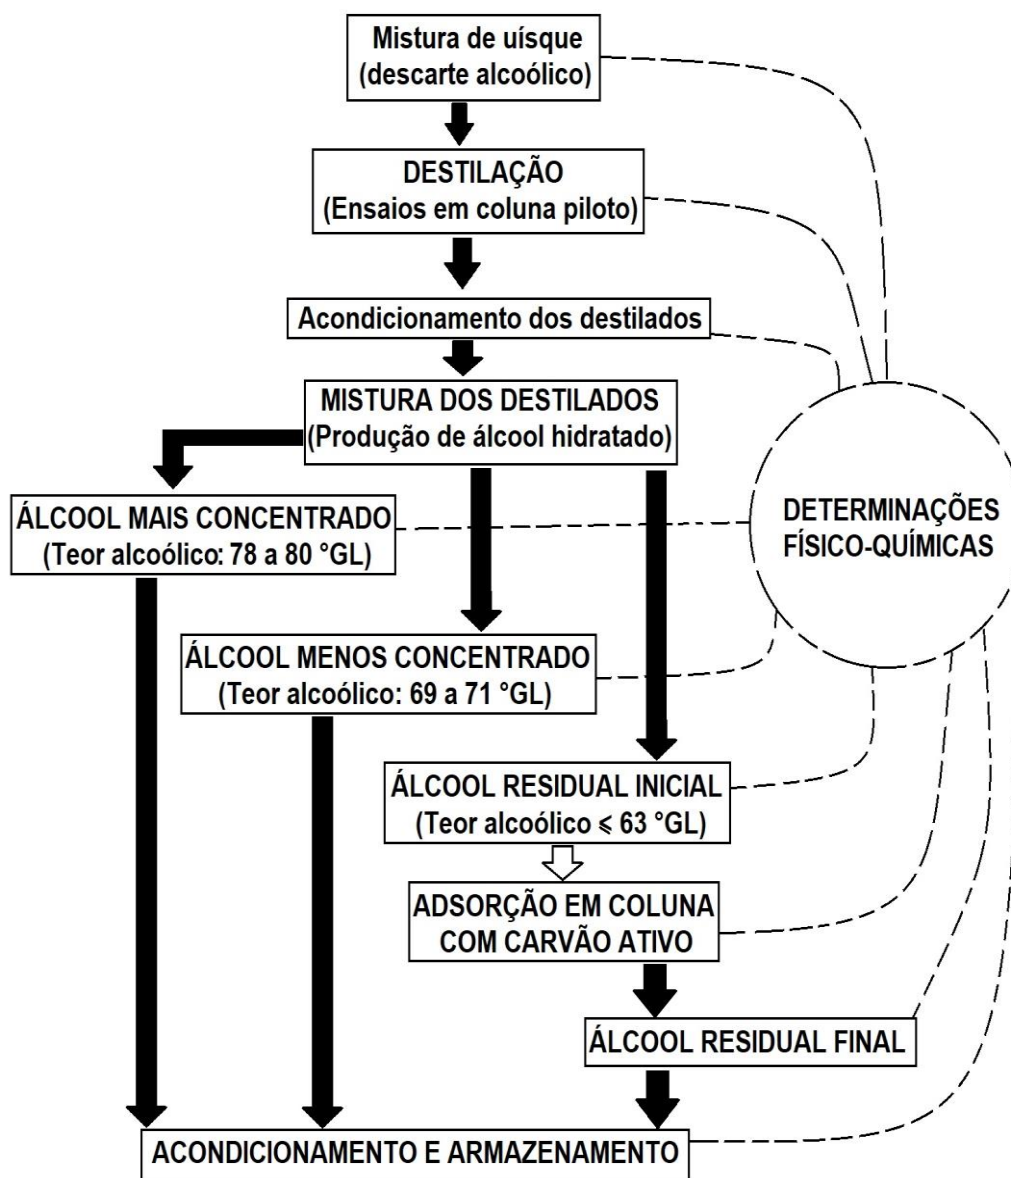 Mistura de uísque
(descarte alcoólico)
DESTILAÇÃO
(Ensaios em coluna piloto)
Acondicionamento dos destilados
MISTURA DOS DESTILADOS
(Produção de álcool hidratado)
ÁLCOOL MAIS CONCENTRADO
(Teor alcoólico: 78 a 80 °GL)
DETERMINAÇÕES
FÍSICO-QUÍMICAS
ÁLCOOL MENOS CONCENTRADO
(Teor alcoólico: 69 a 71 °GL)
ÁLCOOL RESIDUAL INICIAL
(Teor alcoólico ⩽ 63 °GL)
ADSORÇÃO EM COLUNA
COM CARVÃO ATIVO
ÁLCOOL RESIDUAL FINAL
ACONDICIONAMENTO E ARMAZENAMENTO